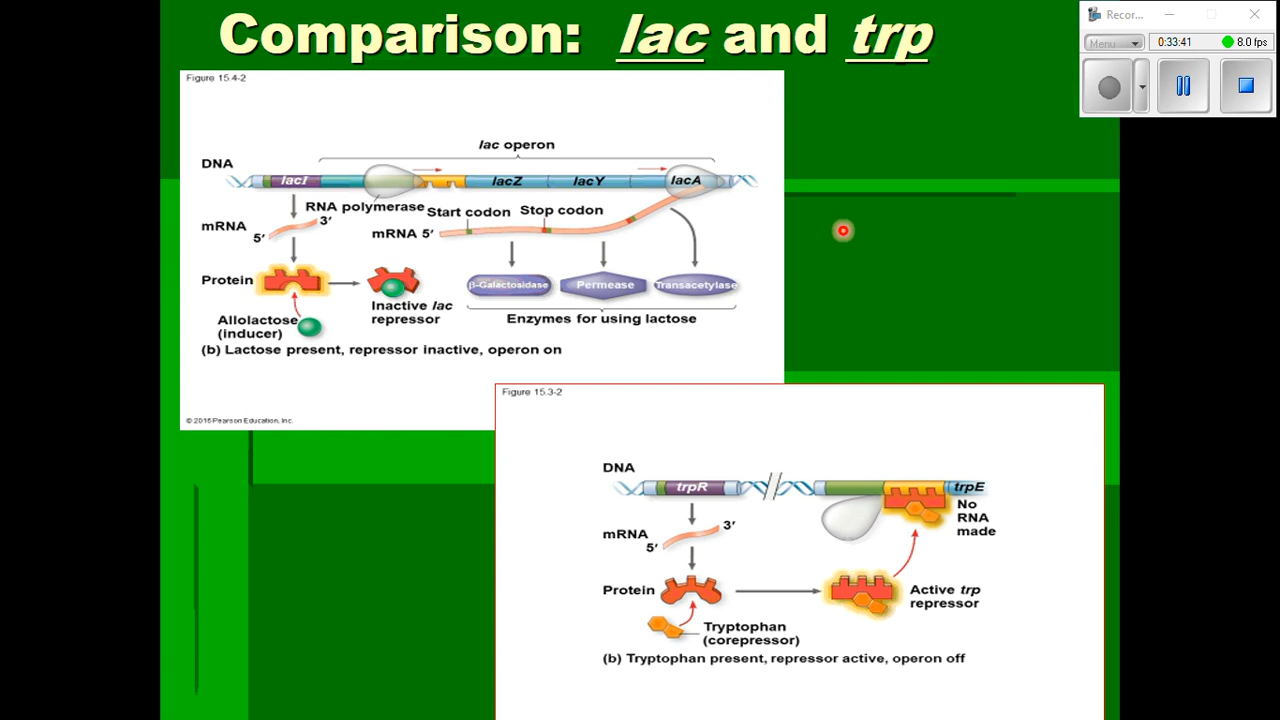 Comparison: lac and trp
Recor...
Menu
0:33:41
8.0 fps
Figure 15.4-2
lac operon
DNA
lacI
lacZ
lacY
lacA
RNA polymerase
Start codon
Stop codon
mRNA
5′
3′
mRNA 5′
Protein
β-Galactosidase
Permease
Transacetylase
Inactive lac
repressor
Allolactose
(inducer)
Enzymes for using lactose
(b) Lactose present, repressor inactive, operon on
© 2016 Pearson Education, Inc.
Figure 15.3-2
DNA
trpR
trpE
No
RNA
made
mRNA
5′
3′
Protein
Active trp
repressor
Tryptophan
(corepressor)
(b) Tryptophan present, repressor active, operon off